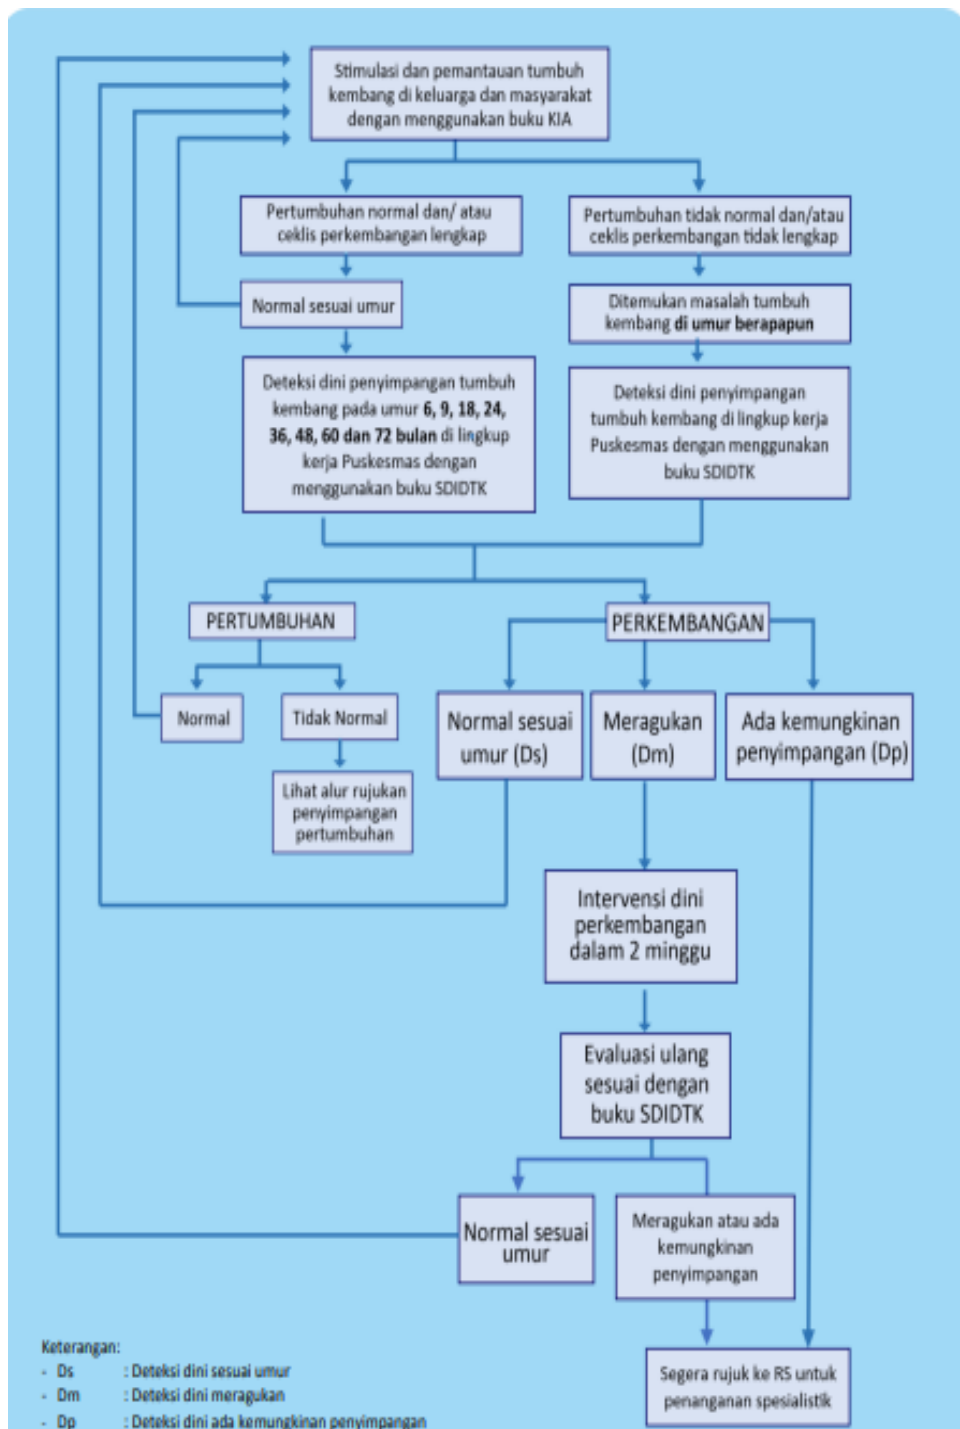 Stimulasi dan pemantauan tumbuh
kembang di keluarga dan masyarakat
dengan menggunakan buku KIA
Pertumbuhan normal dan/ atau
ceklis perkembangan lengkap
Pertumbuhan tidak normal dan/atau
ceklis perkembangan tidak lengkap
Normal sesuai umur
Ditemukan masalah tumbuh
kembang di umur berapapun
Deteksi dini penyimpangan tumbuh
kembang pada umur 6, 9, 18, 24,
36, 48, 60 dan 72 bulan di lingkup
kerja Puskesmas dengan
menggunakan buku SDIDTK
Deteksi dini penyimpangan
tumbuh kembang di lingkup kerja
Puskesmas dengan menggunakan
buku SDIDTK
PERTUMBUHAN
PERKEMBANGAN
Normal
Tidak Normal
Normal sesuai
umur (Ds)
Meragukan
(Dm)
Ada kemungkinan
penyimpangan (Dp)
Lihat alur rujukan
penyimpangan
pertumbuhan
Intervensi dini
perkembangan
dalam 2 minggu
Evaluasi ulang
sesuai dengan
buku SDIDTK
Normal sesuai
umur
Meragukan atau ada
kemungkinan
penyimpangan
Segera rujuk ke RS untuk
penanganan spesialistik
Keterangan:
- Ds : Deteksi dini sesuai umur
- Dm : Deteksi dini meragukan
- Dp : Deteksi dini ada kemungkinan penyimpangan